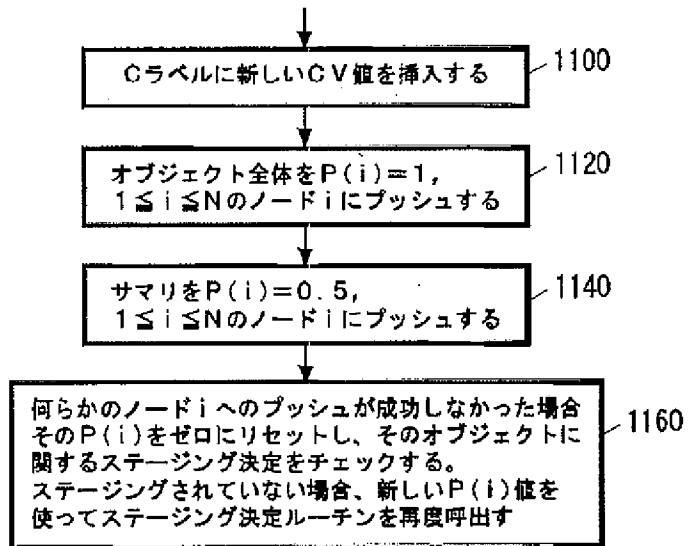 Cラベルに新しいCV値を挿入する
1100
オブジェクト全体をP(i)=1,
1≦i≦Nのノードiにプッシュする
1120
サマリをP(i)=0.5,
1≦i≦Nのノードiにプッシュする
1140
何らかのノードiへのプッシュが成功しなかった場合
そのP(i)をゼロにリセットし、そのオブジェクトに
関するステージング決定をチェックする。
ステージングされていない場合、新しいP(i)値を
使ってステージング決定ルーチンを再度呼出す
1160